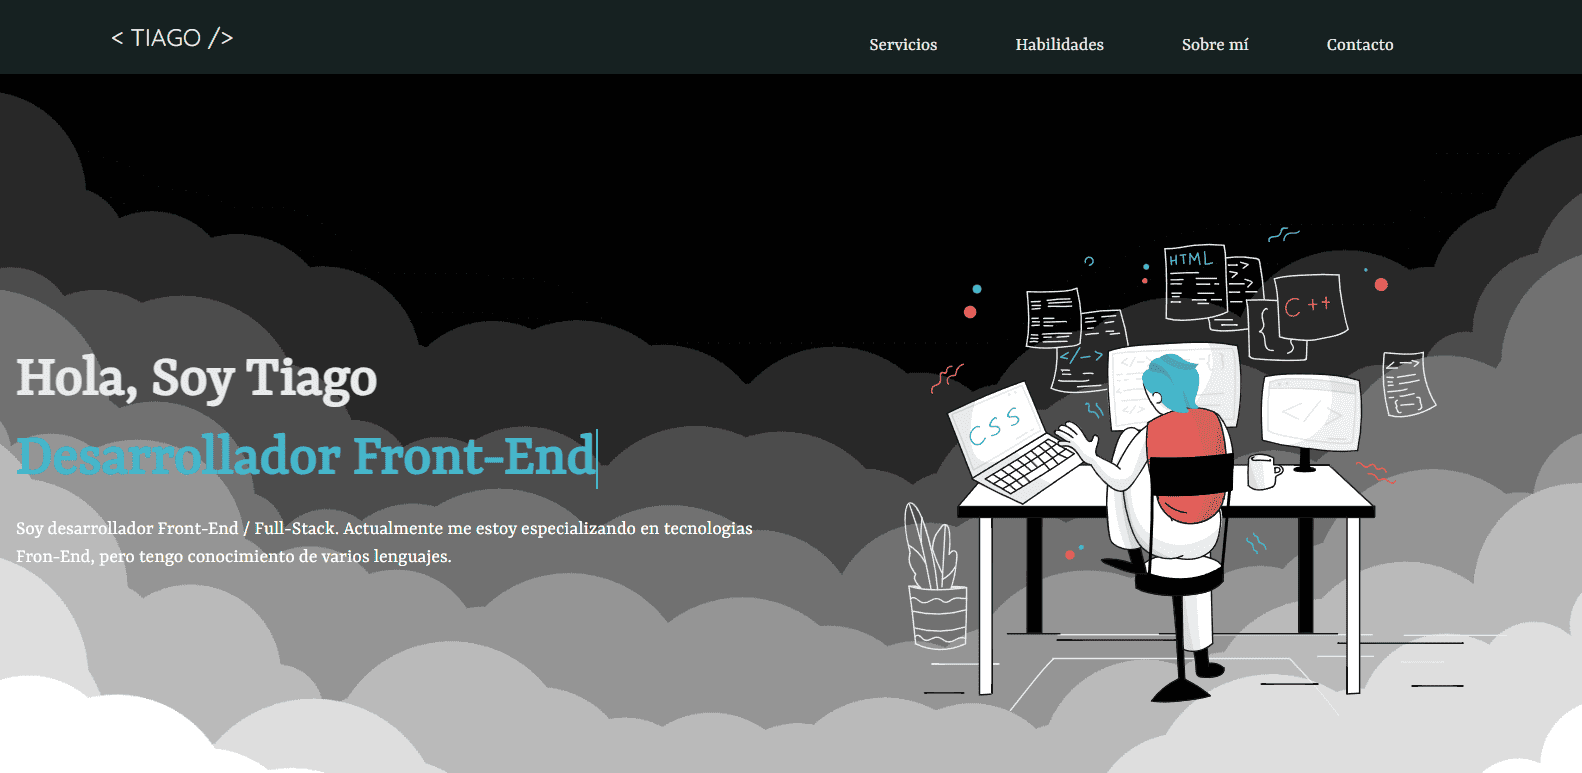 < TIAGO />
Servicios
Habilidades
Sobre mí
Contacto
Hola, Soy Tiago
Desarrollador Front-End
Soy desarrollador Front-End / Full-Stack. Actualmente me estoy especializando en tecnologias
Fron-End, pero tengo conocimiento de varios lenguajes.
HTML
C++
</-->
CSS
</>
</antml>